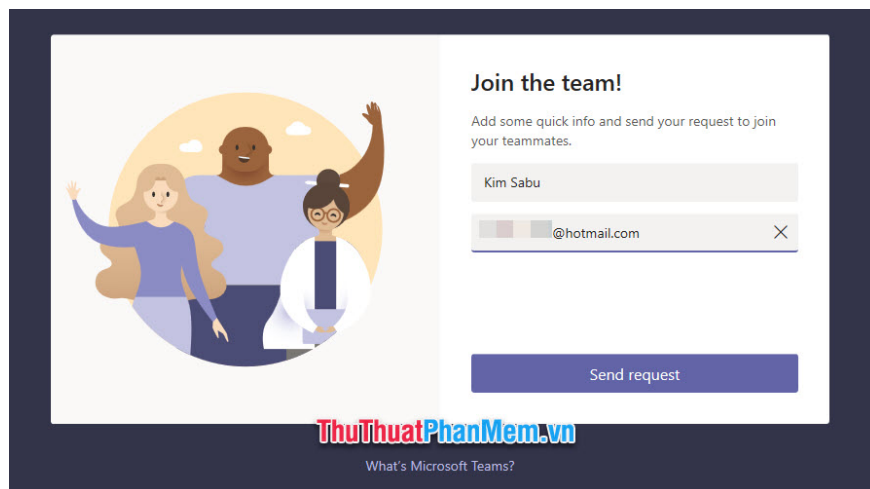 Join the team!
Add some quick info and send your request to join
your teammates.
Kim Sabu
@hotmail.com
Send request
ThuThuatPhanMem.vn
What's Microsoft Teams?